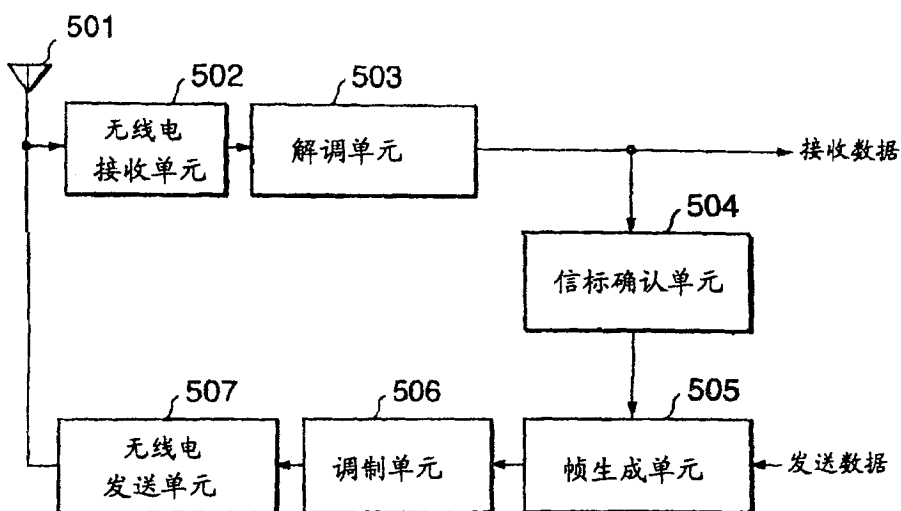 501
502
503
无线电
接收单元
解调单元
接收数据
504
信标确认单元
507
506
505
无线电
发送单元
调制单元
帧生成单元
发送数据